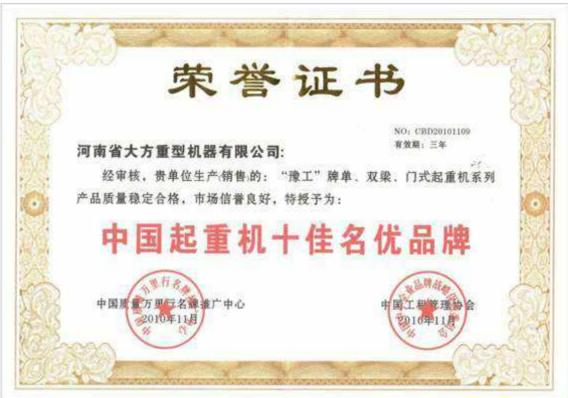 荣誉证书
NO: CBD20101109
有效期: 三年
河南省大方重型机器有限公司:
经审核，贵单位生产销售的: “豫工”牌单、双梁、门式起重机系列
产品质量稳定合格，市场信誉良好，特授予为:
中国起重机十佳名优品牌
中国质量万里行名牌推广中心
2010年11月
中国工程管理协会
2010年11月